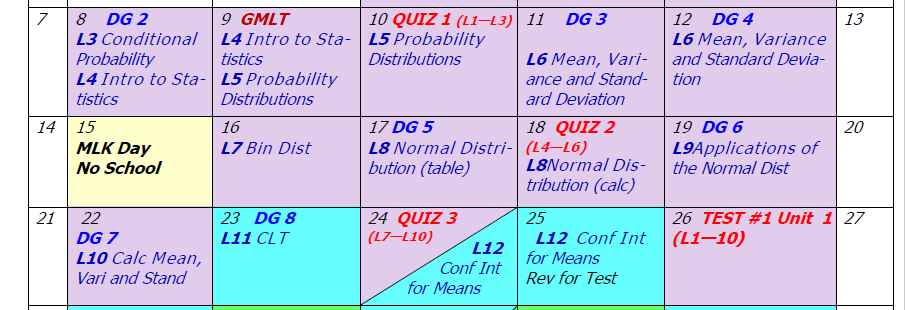 7
8 DG 2
L3 Conditional
Probability
L4 Intro to Sta-
tistics
9 GMLT
L4 Intro to Sta-
tistics
L5 Probability
Distributions
10 QUIZ 1 (L1—L3)
L5 Probability
Distributions
11 DG 3
L6 Mean, Vari-
ance and Stand-
ard Deviation
12 DG 4
L6 Mean, Variance
and Standard Devia-
tion
13
14
15
MLK Day
No School
16
L7 Bin Dist
17 DG 5
L8 Normal Distri-
bution (table)
18 QUIZ 2
(L4—L6)
L8Normal Dis-
tribution (calc)
19 DG 6
L9Applications of
the Normal Dist
20
21
22
DG 7
L10 Calc Mean,
Vari and Stand
23 DG 8
L11 CLT
24 QUIZ 3
(L7—L10)
L12
Conf Int
for Means
25
L12 Conf Int
for Means
Rev for Test
26 TEST #1 Unit 1
(L1—10)
27